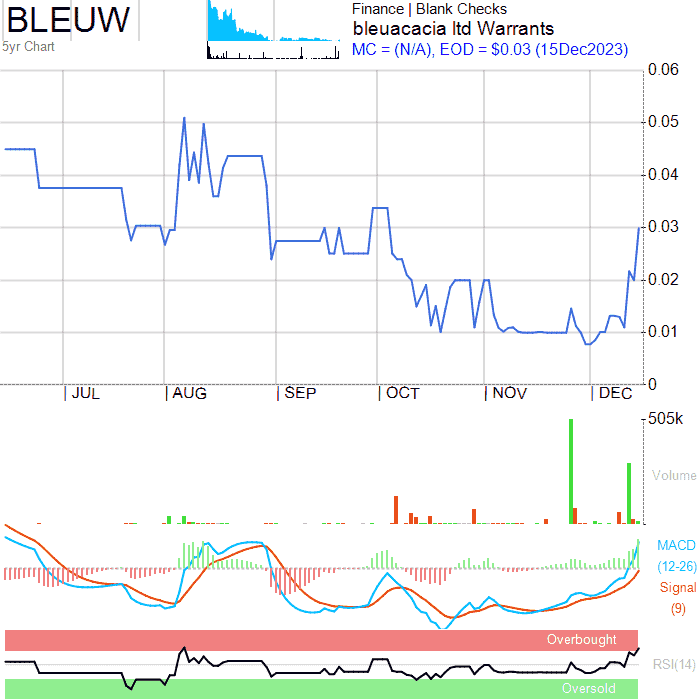 BLEUW
5yr Chart
Finance | Blank Checks
bleuacacia ltd Warrants
MC = (N/A), EOD = $0.03 (15Dec2023)
0.06
0.05
0.04
0.03
0.02
0.01
0
JUL AUG SEP OCT NOV DEC
505k
Volume
MACD
(12-26)
Signal
(9)
Overbought
RSI(14)
Oversold